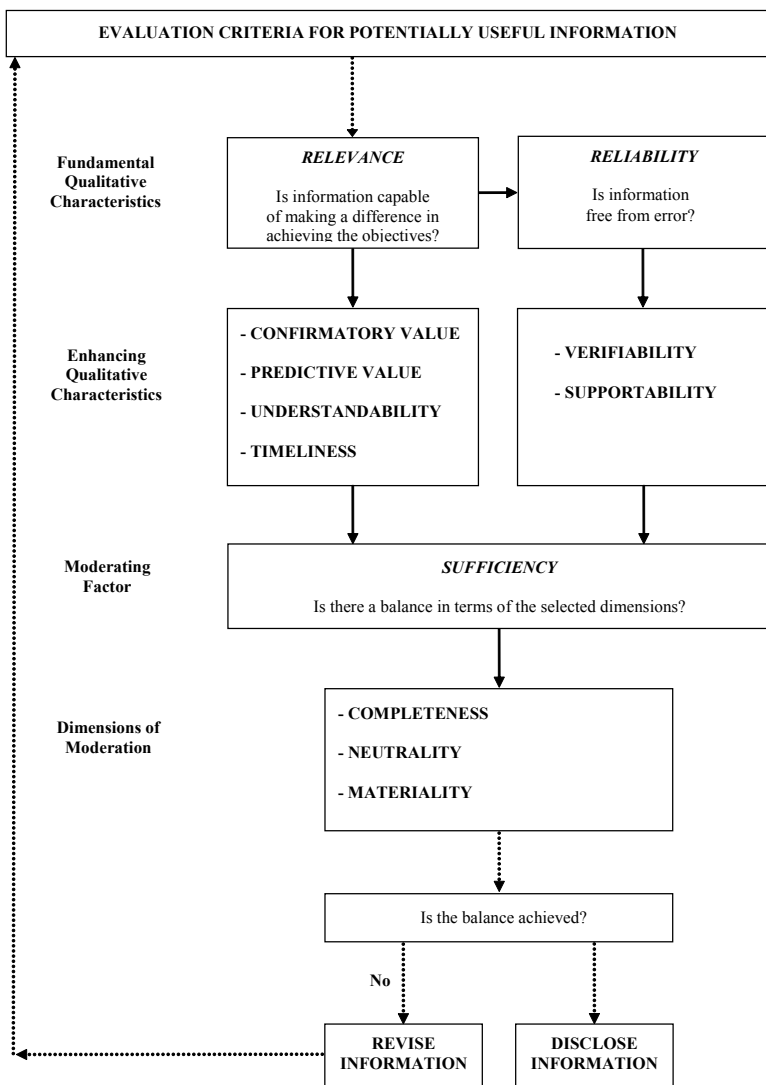 EVALUATION CRITERIA FOR POTENTIALLY USEFUL INFORMATION
Fundamental
Qualitative
Characteristics
RELEVANCE
Is information capable
of making a difference in
achieving the objectives?
RELIABILITY
Is information
free from error?
Enhancing
Qualitative
Characteristics
- CONFIRMATORY VALUE
- PREDICTIVE VALUE
- UNDERSTANDABILITY
- TIMELINESS
- VERIFIABILITY
- SUPPORTABILITY
Moderating
Factor
SUFFICIENCY
Is there a balance in terms of the selected dimensions?
Dimensions of
Moderation
- COMPLETENESS
- NEUTRALITY
- MATERIALITY
Is the balance achieved?
No
REVISE
INFORMATION
DISCLOSE
INFORMATION